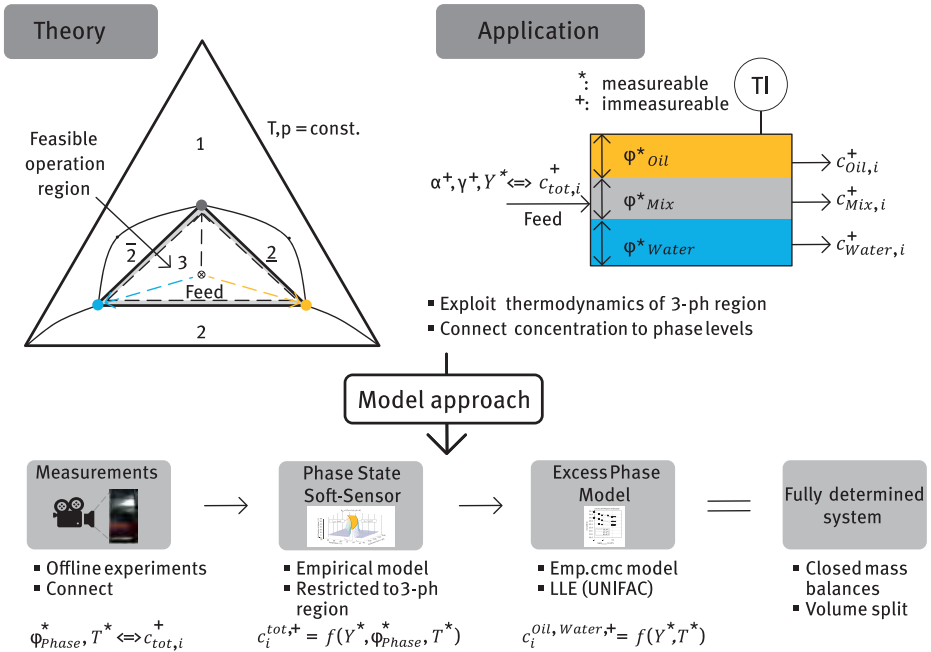 Theory
Application
T,p = const.
Feasible
operation
region
1
2̅
3
2̲
Feed
2
*: measureable
+: immeasureable
TI
α⁺, γ⁺, Y* <=> c⁺tot,i
Feed
φ*Oil
φ*Mix
φ*Water
c⁺Oil,i
c⁺Mix,i
c⁺Water,i
▪ Exploit thermodynamics of 3-ph region
▪ Connect concentration to phase levels
Model approach
Measurements
▪ Offline experiments
▪ Connect
φ*Phase, T* <=> c⁺tot,i
Phase State
Soft-Sensor
▪ Empirical model
▪ Restricted to3-ph
region
cᵢ^tot,+ = f(Y*,φ*Phase, T*)
Excess Phase
Model
▪ Emp.cmc model
▪ LLE (UNIFAC)
cᵢ^Oil,Water,+ = f(Y*,T*)
Fully determined
system
▪ Closed mass
balances
▪ Volume split